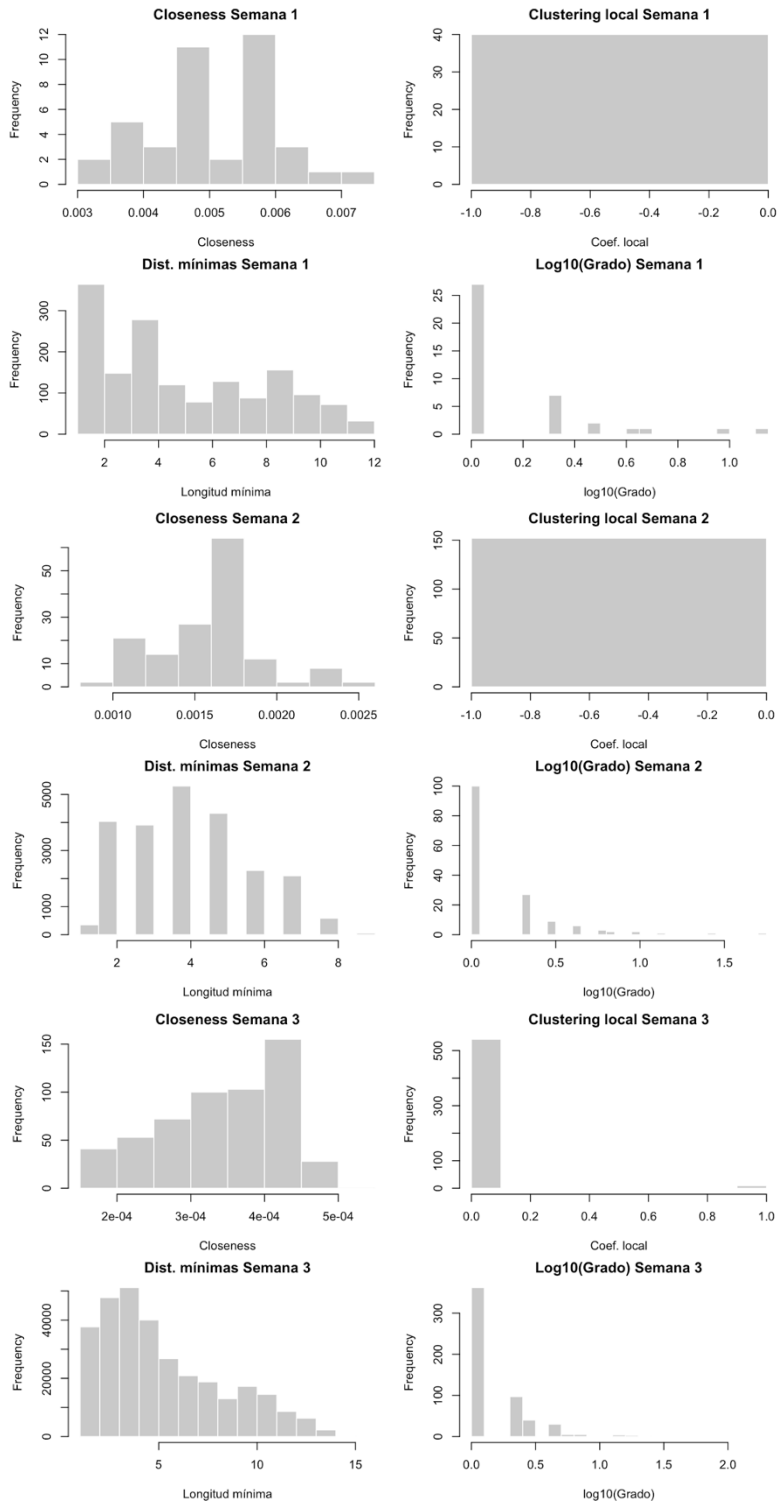 Closeness Semana 1
Frequency
0 2 4 6 8 10 12
0.003 0.004 0.005 0.006 0.007
Closeness
Clustering local Semana 1
Frequency
0 10 20 30 40
-1.0 -0.8 -0.6 -0.4 -0.2 0.0
Coef. local
Dist. mínimas Semana 1
Frequency
0 100 200 300
2 4 6 8 10 12
Longitud mínima
Log10(Grado) Semana 1
Frequency
0 5 10 15 20 25
0.0 0.2 0.4 0.6 0.8 1.0
log10(Grado)
Closeness Semana 2
Frequency
0 10 30 50
0.0010 0.0015 0.0020 0.0025
Closeness
Clustering local Semana 2
Frequency
0 50 100 150
-1.0 -0.8 -0.6 -0.4 -0.2 0.0
Coef. local
Dist. mínimas Semana 2
Frequency
0 1000 3000 5000
2 4 6 8
Longitud mínima
Log10(Grado) Semana 2
Frequency
0 20 40 60 80 100
0.0 0.5 1.0 1.5
log10(Grado)
Closeness Semana 3
Frequency
0 50 100 150
2e-04 3e-04 4e-04 5e-04
Closeness
Clustering local Semana 3
Frequency
0 100 300 500
0.0 0.2 0.4 0.6 0.8 1.0
Coef. local
Dist. mínimas Semana 3
Frequency
0 20000 40000
5 10 15
Longitud mínima
Log10(Grado) Semana 3
Frequency
0 100 200 300
0.0 0.5 1.0 1.5 2.0
log10(Grado)